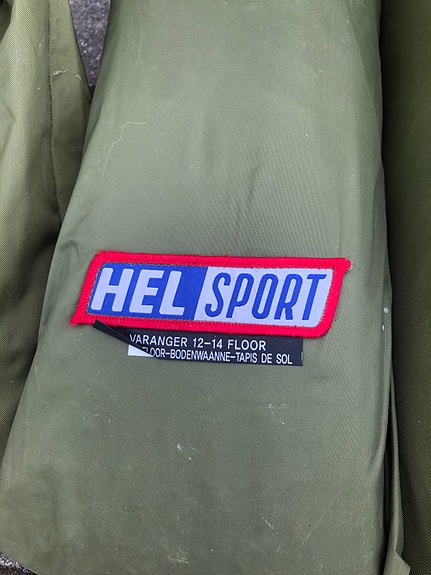 HEL SPORT
VARANGER 12-14 FLOOR
FLOOR-BODENWAANNE-TAPIS DE SOL